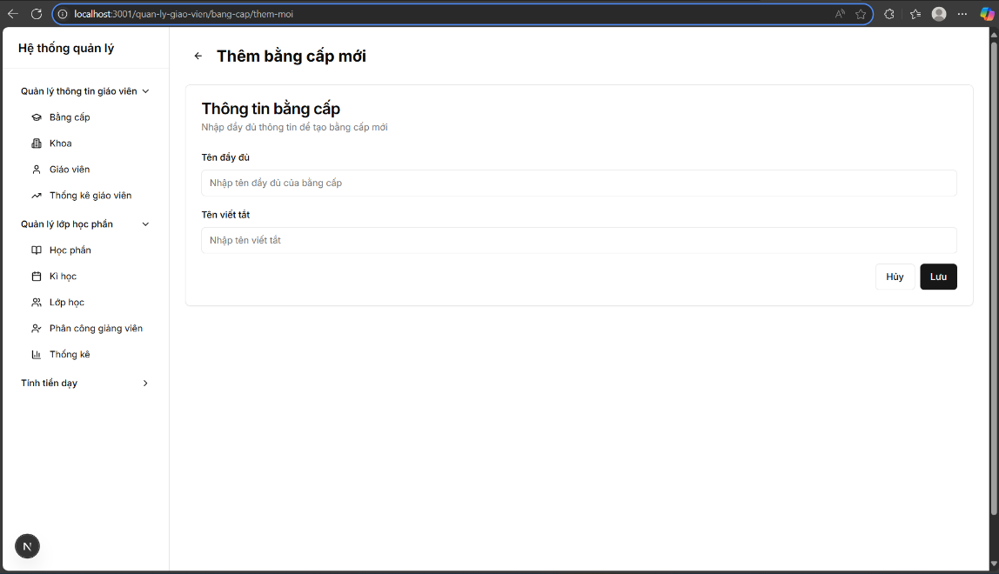 localhost:3001/quan-ly-giao-vien/bang-cap/them-moi
Hệ thống quản lý
Thêm bằng cấp mới
Quản lý thông tin giáo viên
Bằng cấp
Khoa
Giáo viên
Thống kê giáo viên
Quản lý lớp học phần
Học phần
Kì học
Lớp học
Phân công giảng viên
Thống kê
Tính tiền dạy
Thông tin bằng cấp
Nhập đầy đủ thông tin để tạo bằng cấp mới
Tên đầy đủ
Nhập tên đầy đủ của bằng cấp
Tên viết tắt
Nhập tên viết tắt
Hủy
Lưu
N